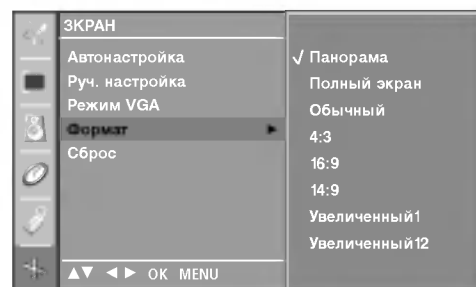 ЗКРАН
Автонастройка
Руч. настройка
Режим VGA
Формат ►
Сброс
▲▼ ◄ ► OK MENU
√ Панорама
Полный экран
Обычный
4:3
16:9
14:9
Увеличенный1
Увеличенный12